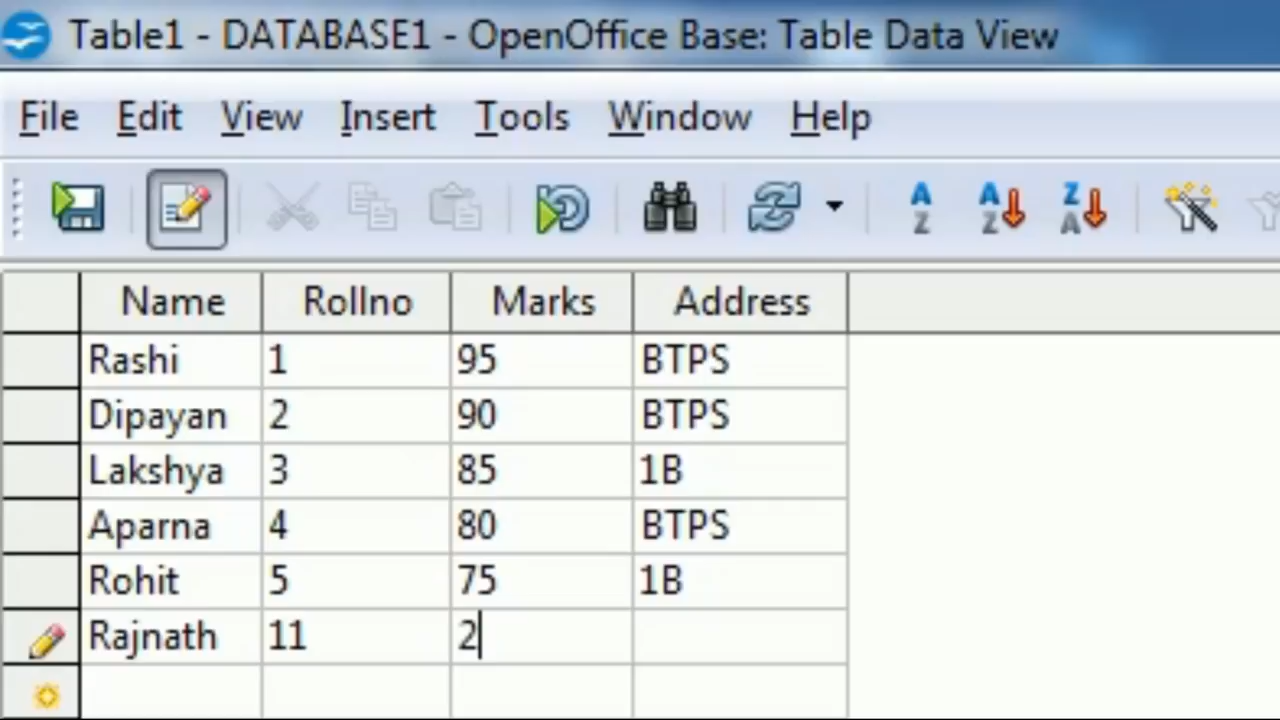 Table1 - DATABASE1 - OpenOffice Base: Table Data View
File Edit View Insert Tools Window Help
A Z A Z Z A
Name Rollno Marks Address
Rashi 1 95 BTPS
Dipayan 2 90 BTPS
Lakshya 3 85 1B
Aparna 4 80 BTPS
Rohit 5 75 1B
Rajnath 11 2